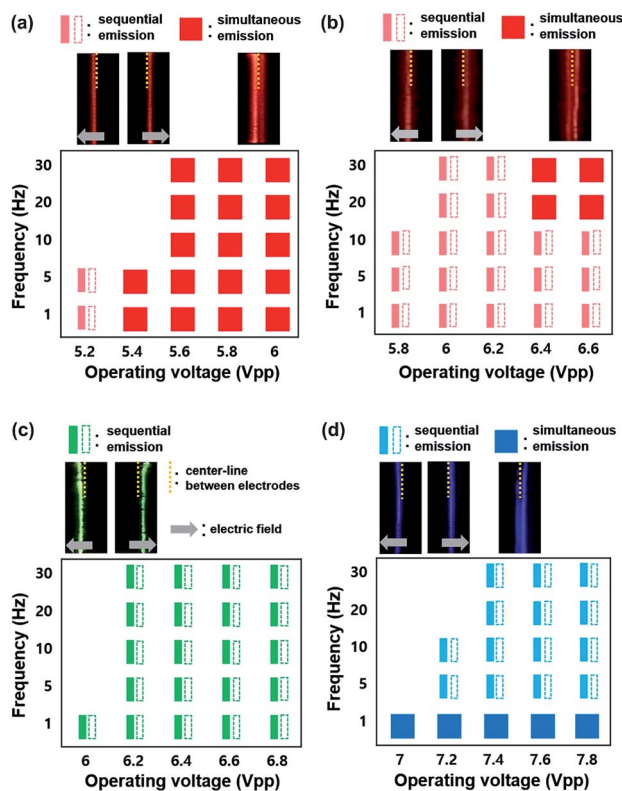 (a)
sequential
emission
simultaneous
emission
Frequency (Hz)
30
20
10
5
1
5.2 5.4 5.6 5.8 6
Operating voltage (Vpp)
(b)
sequential
emission
simultaneous
emission
Frequency (Hz)
30
20
10
5
1
5.8 6 6.2 6.4 6.6
Operating voltage (Vpp)
(c)
: sequential
emission
: center-line
between electrodes
: electric field
Frequency (Hz)
30
20
10
5
1
6 6.2 6.4 6.6 6.8
Operating voltage (Vpp)
(d)
: sequential
emission
: simultaneous
emission
Frequency (Hz)
30
20
10
5
1
7 7.2 7.4 7.6 7.8
Operating voltage (Vpp)